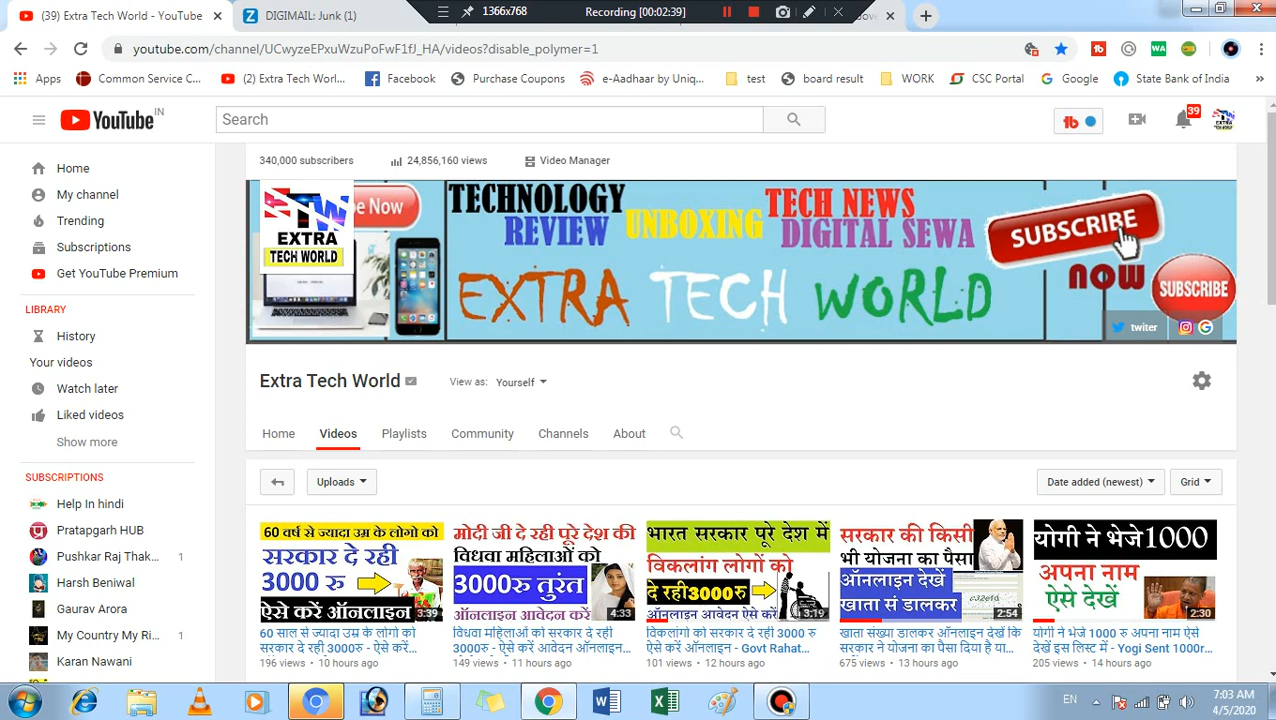 (39) Extra Tech World - YouTube
DIGIMAIL: Junk (1)
1366x768
Recording [00:02:39]
youtube.com/channel/UCwyzeEPxuWzuPoFwF1fJ_HA/videos?disable_polymer=1
Apps
Common Service C...
(2) Extra Tech Worl...
Facebook
Purchase Coupons
e-Aadhaar by Uniq...
test
board result
WORK
CSC Portal
Google
State Bank of India
»
YouTube IN
Search
39
340,000 subscribers
24,856,160 views
Video Manager
Home
My channel
Trending
Subscriptions
Get YouTube Premium
LIBRARY
History
Your videos
Watch later
Liked videos
Show more
SUBSCRIPTIONS
Help In hindi
Pratapgarh HUB
Pushkar Raj Thak... 1
Harsh Beniwal
Gaurav Arora
My Country My Ri... 1
Karan Nawani
ETW
EXTRA
TECH WORLD
be Now
TECHNOLOGY
REVIEW
UNBOXING
TECH NEWS
DIGITAL SEWA
EXTRA TECH WORLD
SUBSCRIBE
NOW
SUBSCRIBE
twiter
Extra Tech World
View as: Yourself
Home
Videos
Playlists
Community
Channels
About
Uploads
Date added (newest)
Grid
60 वर्ष से ज्यादा उम्र के लोगो को
सरकार दे रही
3000 रु
ऐसे करें ऑनलाइन
3:39
60 साल से ज्यादा उम्र के लोगो को
सरकार दे रही 3000रु - ऐसे करें...
196 views • 10 hours ago
मोदी जी दे रही पूरे देश की
विधवा महिलाओं को
3000रु तुरंत
ऑनलाइन आवेदन करें
4:33
विधवा महिलाओं को सरकार दे रही
3000रु - ऐसे करें आवेदन ऑनलाइन...
149 views • 11 hours ago
भारत सरकार पूरे देश में
विकलांग लोगों को
दे रही3000रु
ऑनलाइन आवेदन ऐसे करें
3:19
विकलांगो को सरकार दे रही 3000 रु
- ऐसे करें ऑनलाइन - Govt Rahat...
101 views • 12 hours ago
सरकार की किसी
भी योजना का पैसा
ऑनलाइन देखें
खाता सं डालकर
2:54
खाता संख्या डालकर ऑनलाइन देखें कि
सरकार ने योजना का पैसा दिया है या...
675 views • 13 hours ago
योगी ने भेजे1000
अपना नाम
ऐसे देखें
2:30
योगी ने भेजे 1000 रु अपना नाम ऐसे
देखें इस लिस्ट में - Yogi Sent 1000r...
205 views • 14 hours ago
EN
7:03 AM
4/5/2020